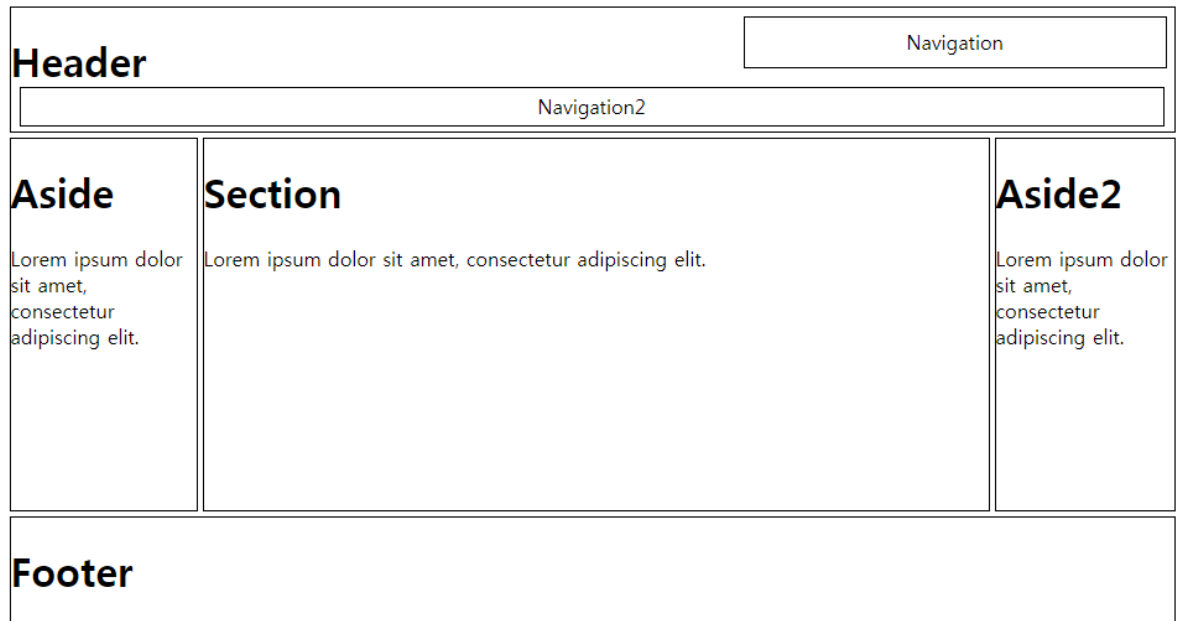 Navigation
Header
Navigation2
Aside
Lorem ipsum dolor
sit amet,
consectetur
adipiscing elit.
Section
Lorem ipsum dolor sit amet, consectetur adipiscing elit.
Aside2
Lorem ipsum dolor
sit amet,
consectetur
adipiscing elit.
Footer